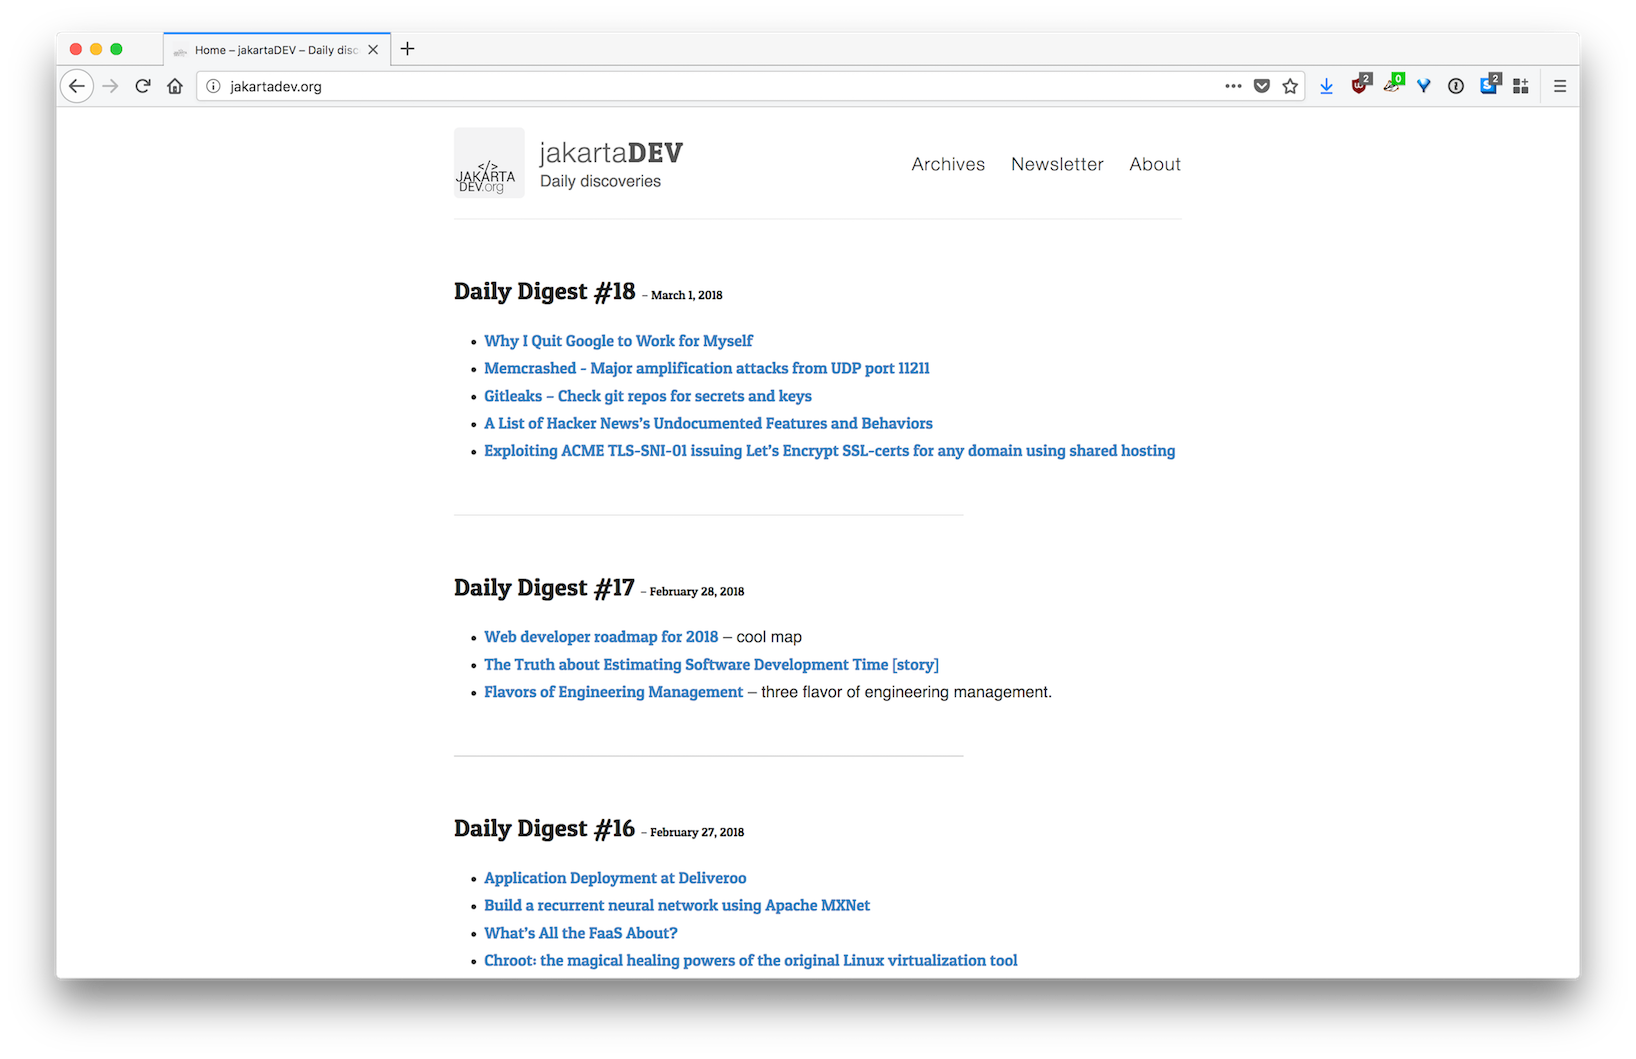 Home – jakartaDEV – Daily disc
jakartadev.org
2
0
2
</>
JAKARTA
DEV.org
jakartaDEV
Daily discoveries
Archives
Newsletter
About
Daily Digest #18 – March 1, 2018
Why I Quit Google to Work for Myself
Memcrashed - Major amplification attacks from UDP port 11211
Gitleaks – Check git repos for secrets and keys
A List of Hacker News’s Undocumented Features and Behaviors
Exploiting ACME TLS-SNI-01 issuing Let’s Encrypt SSL-certs for any domain using shared hosting
Daily Digest #17 – February 28, 2018
Web developer roadmap for 2018 – cool map
The Truth about Estimating Software Development Time [story]
Flavors of Engineering Management – three flavor of engineering management.
Daily Digest #16 – February 27, 2018
Application Deployment at Deliveroo
Build a recurrent neural network using Apache MXNet
What’s All the FaaS About?
Chroot: the magical healing powers of the original Linux virtualization tool